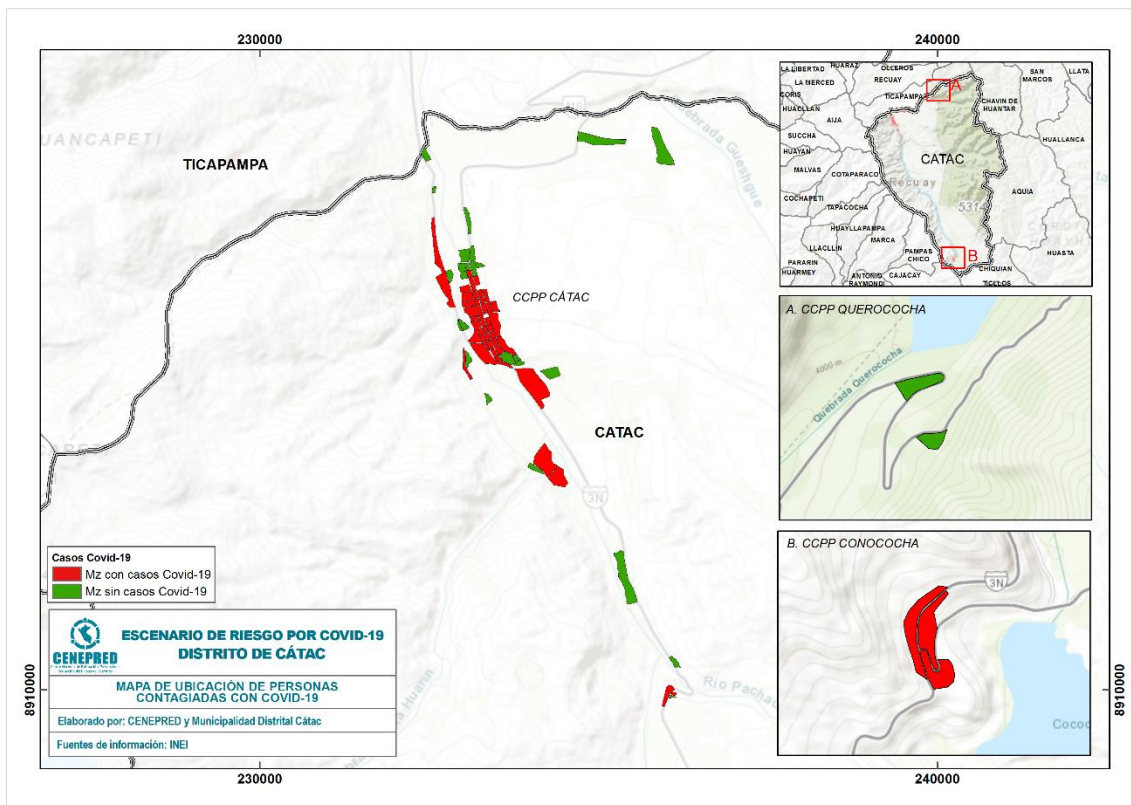 230000
240000
UANCAPETI
TICAPAMPA
Quebrada Gueshgue
CCPP CÁTAC
CATAC
3N
Rio Pachac
8910000
8910000
230000
240000
LA LIBERTAD
HUARAZ
OLLEROS
SAN
MARCOS
LLATA
LA MERCED
RECUAY
CORIS
TICAPAMPA
A
HUACLLAN
AIJA
CHAVIN DE
HUANTAR
SUCCHA
HUALLANCA
HUAYAN
CATAC
MALVAS
COTAPARACO
Recuay
AQUIA
COCHAPETI
TAPACOCHA
5314 m
HUAYLLAPAMPA
LLACLLIN
MARCA
PAMPAS
CHICO
B
HUASTA
PARARIN
HUARMEY
ANTONIO
RAYMONDI
CAJACAY
CHIQUIAN
TICLLOS
A. CCPP QUEROCOCHA
4000 m
Quebrada Querococha
B. CCPP CONOCOCHA
3N
Cococ
Casos Covid-19
Mz con casos Covid-19
Mz sin casos Covid-19
CENEPRED
ESCENARIO DE RIESGO POR COVID-19
DISTRITO DE CÁTAC
MAPA DE UBICACIÓN DE PERSONAS
CONTAGIADAS CON COVID-19
Elaborado por: CENEPRED y Municipalidad Distrital Cátac
Fuentes de información: INEI